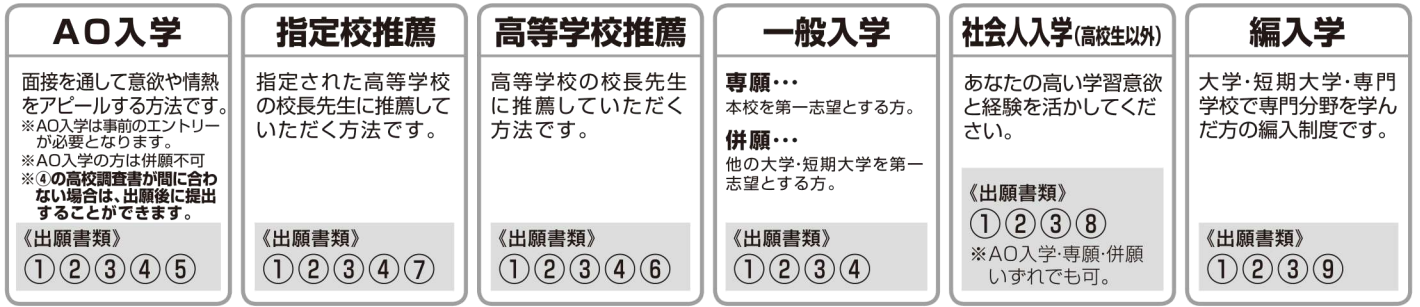 AO入学
面接を通して意欲や情熱
をアピールする方法です。
※AO入学は事前のエントリー
が必要となります。
※AO入学の方は併願不可
※④の高校調査書が間に合わ
ない場合は、出願後に提出
することができます。
《出願書類》
①②③④⑤
指定校推薦
指定された高等学校
の校長先生に推薦して
いただく方法です。
《出願書類》
①②③④⑦
高等学校推薦
高等学校の校長先生
に推薦していただく
方法です。
《出願書類》
①②③④⑥
一般入学
専願…
本校を第一志望とする方。
併願…
他の大学・短期大学を第一
志望とする方。
《出願書類》
①②③④
社会人入学(高校生以外)
あなたの高い学習意欲
と経験を活かしてくだ
さい。
《出願書類》
①②③⑧
※AO入学・専願・併願
いずれでも可。
編入学
大学・短期大学・専門
学校で専門分野を学ん
だ方の編入制度です。
《出願書類》
①②③⑨